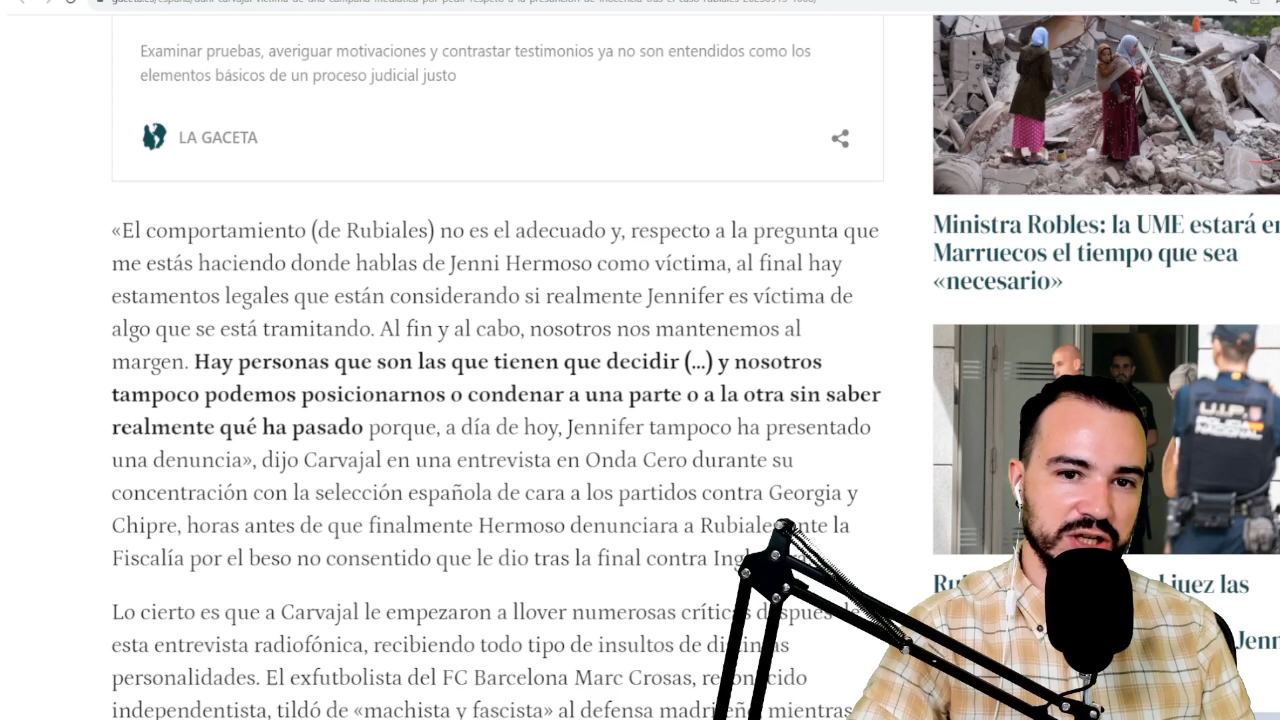 Examinar pruebas, averiguar motivaciones y contrastar testimonios ya no son entendidos como los
elementos básicos de un proceso judicial justo
LA GACETA
«El comportamiento (de Rubiales) no es el adecuado y, respecto a la pregunta que
me estás haciendo donde hablas de Jenni Hermoso como víctima, al final hay
estamentos legales que están considerando si realmente Jennifer es víctima de
algo que se está tramitando. Al fin y al cabo, nosotros nos mantenemos al
margen. Hay personas que son las que tienen que decidir (...) y nosotros
tampoco podemos posicionarnos o condenar a una parte o a la otra sin saber
realmente qué ha pasado porque, a día de hoy, Jennifer tampoco ha presentado
una denuncia», dijo Carvajal en una entrevista en Onda Cero durante su
concentración con la selección española de cara a los partidos contra Georgia y
Chipre, horas antes de que finalmente Hermoso denunciara a Rubiales ante la
Fiscalía por el beso no consentido que le dio tras la final contra
Lo cierto es que a Carvajal le empezaron a llover numerosas críticas
esta entrevista radiofónica, recibiendo todo tipo de insultos de
personalidades. El exfutbolista del FC Barcelona Marc Crosas,
independentista, tildó de «machista y fascista» al defensa mientras
Ministra Robles: la UME estará
Marruecos el tiempo que sea
«necesario»
U.I.P.
juez las